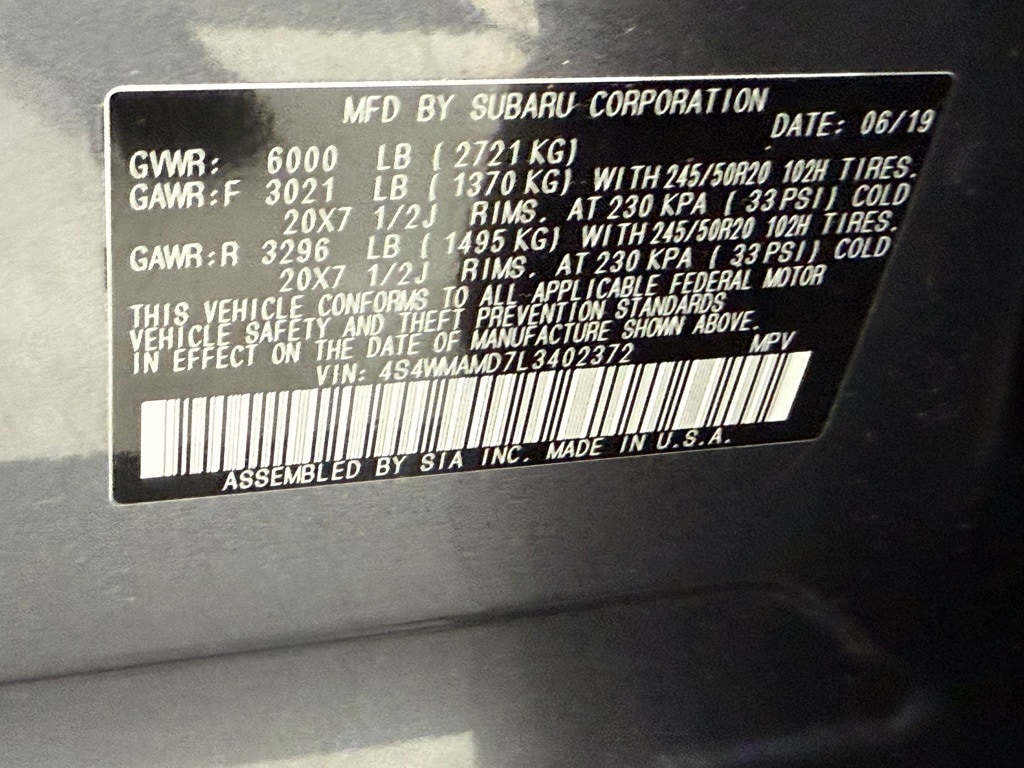 MFD BY SUBARU CORPORATION
DATE: 06/19
GVWR: 6000 LB ( 2721 KG)
GAWR:F 3021 LB ( 1370 KG) WITH 245/50R20 102H TIRES.
20X7 1/2J RIMS. AT 230 KPA ( 33 PSI) COLD
GAWR:R 3296 LB ( 1495 KG) WITH 245/50R20 102H TIRES.
20X7 1/2J RIMS. AT 230 KPA ( 33 PSI) COLD
THIS VEHICLE CONFORMS TO ALL APPLICABLE FEDERAL MOTOR
VEHICLE SAFETY AND THEFT PREVENTION STANDARDS
IN EFFECT ON THE DATE OF MANUFACTURE SHOWN ABOVE.
VIN: 4S4WMAMD7L3402372 MPV
ASSEMBLED BY SIA INC. MADE IN U.S.A.